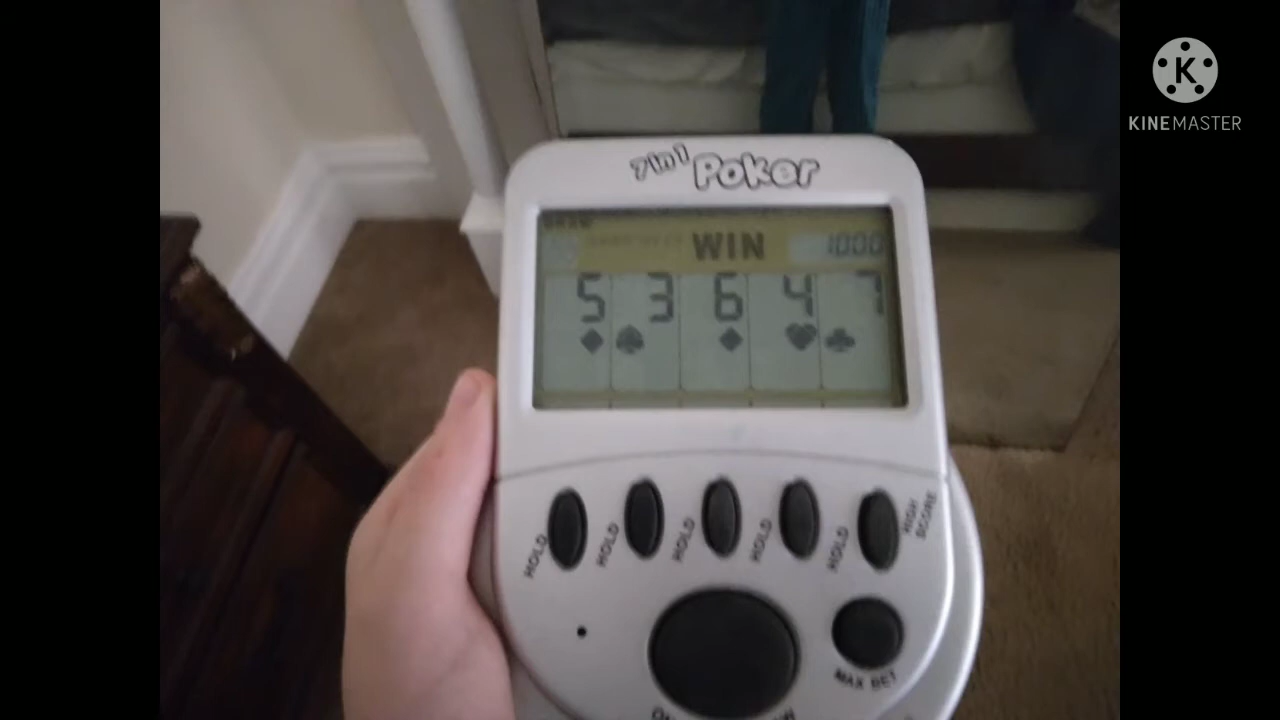 K
KINEMASTER
7 in 1 Poker
WIN 1000
5 3 6 4 7
HOLD HOLD HOLD HOLD HOLD HIGH SCORE
MAX BET